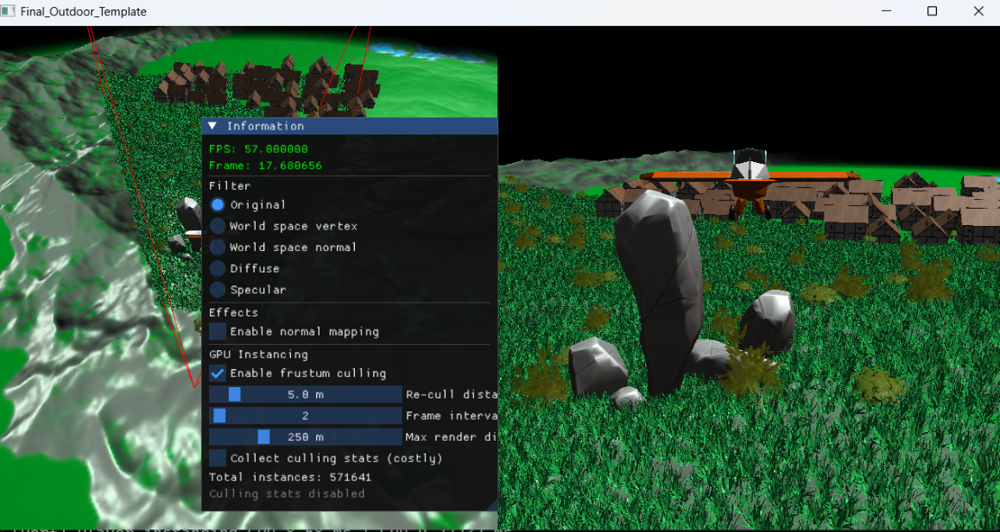 Final_Outdoor_Template
Information
FPS: 57.000000
Frame: 17.680656
Filter
Original
World space vertex
World space normal
Diffuse
Specular
Effects
Enable normal mapping
GPU Instancing
Enable frustum culling
5.0 m Re-cull dista
2 Frame interva
250 m Max render di
Collect culling stats (costly)
Total instances: 571641
Culling stats disabled